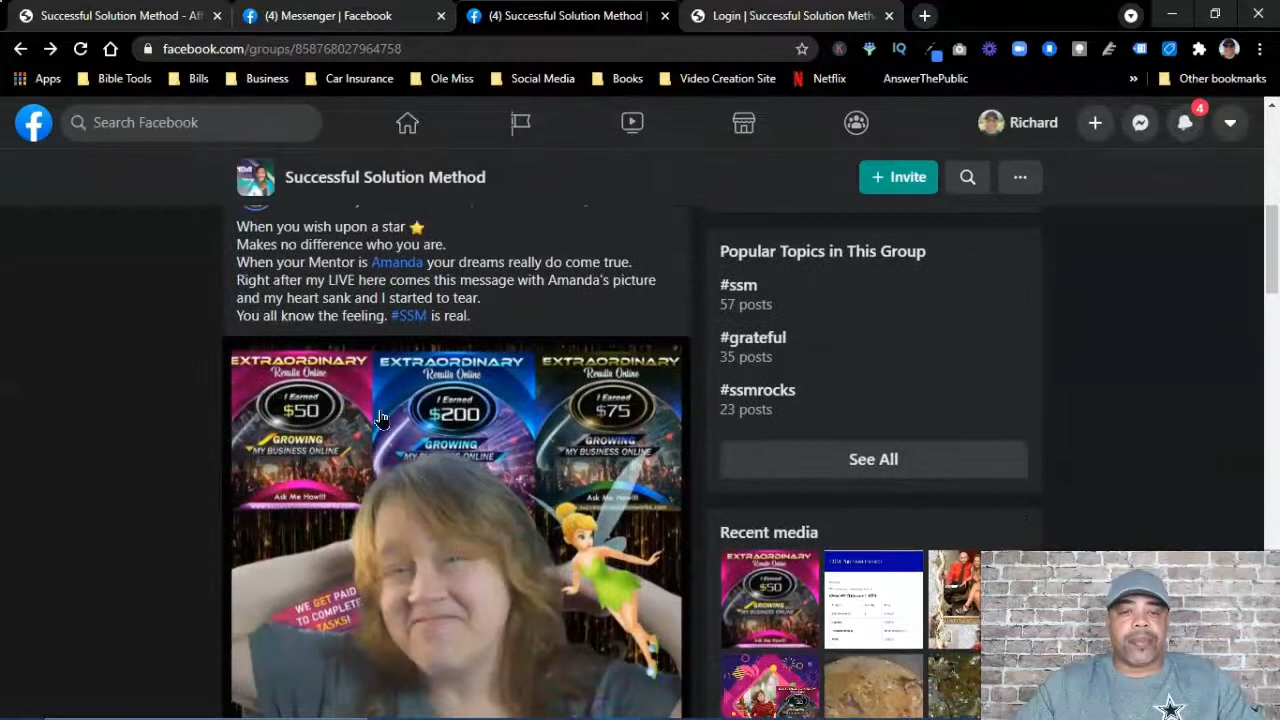 Successful Solution Method - Aff
(4) Messenger | Facebook
(4) Successful Solution Method |
Login | Successful Solution Meth
facebook.com/groups/858768027964758
IQ
Apps
Bible Tools
Bills
Business
Car Insurance
Ole Miss
Social Media
Books
Video Creation Site
Netflix
AnswerThePublic
»
Other bookmarks
Search Facebook
Richard
4
Successful Solution Method
+ Invite
When you wish upon a star
Makes no difference who you are.
When your Mentor is Amanda your dreams really do come true.
Right after my LIVE here comes this message with Amanda's picture
and my heart sank and I started to tear.
You all know the feeling. #SSM is real.
EXTRAORDINARY
Results Online
I Earned
$50
GROWING
MY BUSINESS ONLINE
Ask Me How!!!
EXTRAORDINARY
Results Online
I Earned
$200
GROWING
MY BUSINESS ONLINE
EXTRAORDINARY
Results Online
I Earned
$75
GROWING
MY BUSINESS ONLINE
Ask Me How!!!
WE GET PAID
TO COMPLETE
TASKS!
Popular Topics in This Group
#ssm
57 posts
#grateful
35 posts
#ssmrocks
23 posts
See All
Recent media
EXTRAORDINARY
Results Online
I Earned
$50
GROWING
MY BUSINESS ONLINE